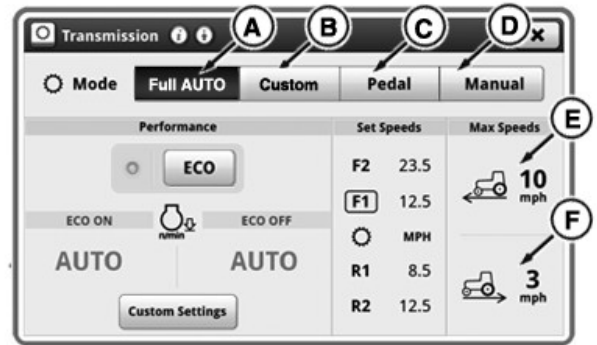 Transmission
A
B
C
D
Mode
Full AUTO
Custom
Pedal
Manual
Performance
Set Speeds
Max Speeds
ECO
F2 23.5
F1 12.5
MPH
R1 8.5
R2 12.5
ECO ON
n/min
ECO OFF
AUTO
AUTO
Custom Settings
E
10
mph
F
3
mph